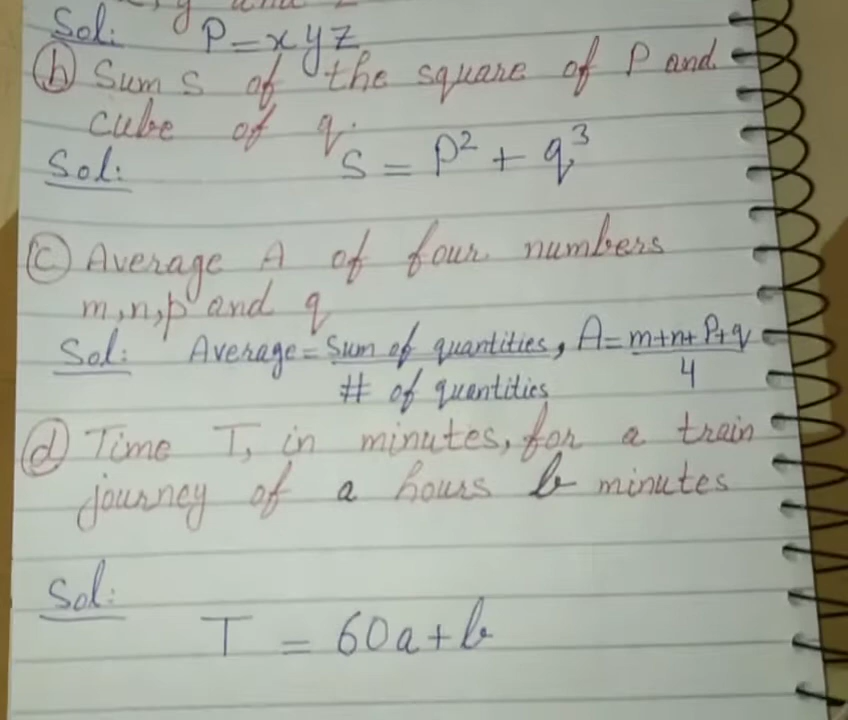 y and z
Sol: P=xyz
(b) Sum S of the square of P and
cube of q.
Sol: S = P² + q³
(c) Average A of four numbers
m,n,p and q
Sol: Average = Sum of quantities, A = m+n+P+q
# of quantities 4
(d) Time T, in minutes, for a train
journey of a hours b minutes
Sol:
T = 60a+b